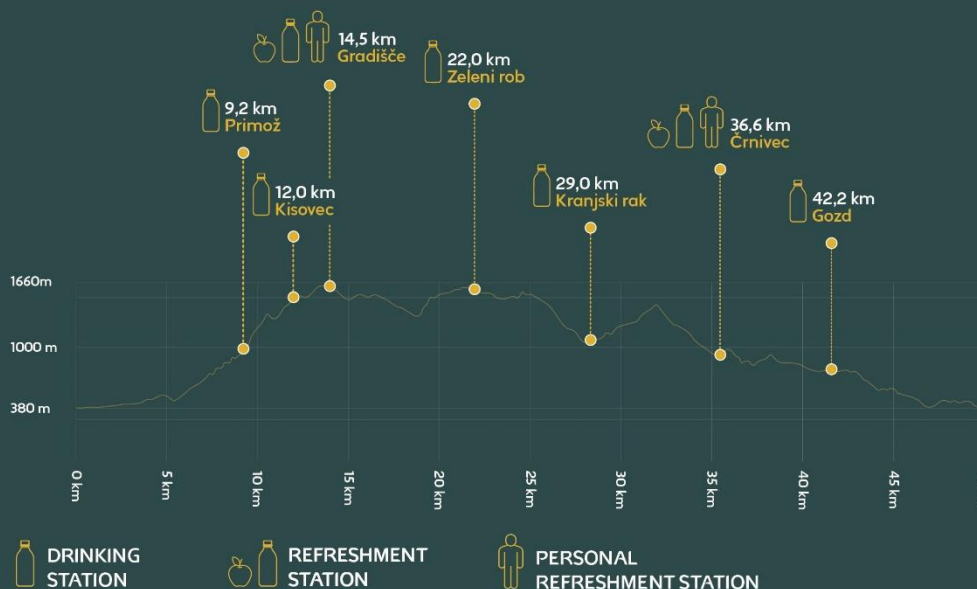 14,5 km
Gradišče
22,0 km
Zeleni rob
9,2 km
Primož
36,6 km
Črnivec
12,0 km
Kisovec
29,0 km
Kranjski rak
42,2 km
Gozd
1660m
1000 m
380 m
0 km
5 km
10 km
15 km
20 km
25 km
30 km
35 km
40 km
45 km
DRINKING
STATION
REFRESHMENT
STATION
PERSONAL
REFRESHMENT STATION